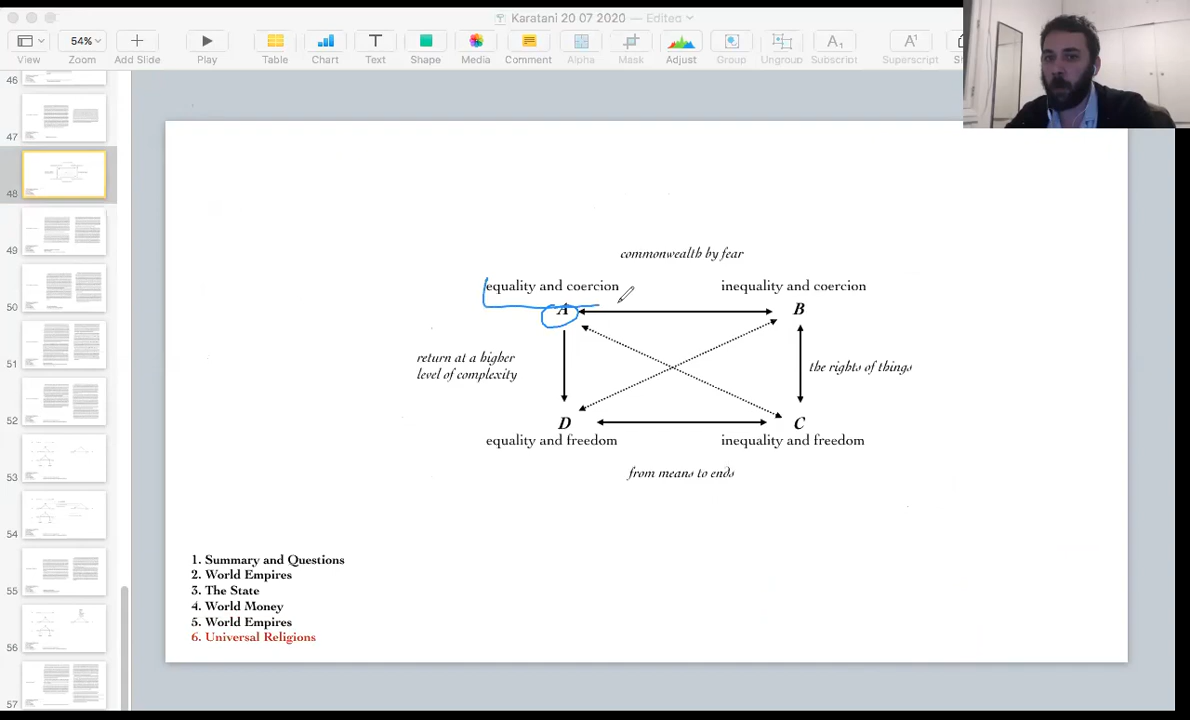 Karatani 20 07 2020 — Edited
54%
View
Zoom
Add Slide
Play
Table
Chart
Text
Shape
Media
Comment
Alpha
Mask
Adjust
Group
Ungroup
Subscript
Superscript
46
47
48
49
50
51
52
53
54
55
56
57
commonwealth by fear
equality and coercion
inequality and coercion
A
B
return at a higher
level of complexity
the rights of things
D
C
equality and freedom
inequality and freedom
from means to ends
1. Summary and Questions
2. World Empires
3. The State
4. World Money
5. World Empires
6. Universal Religions